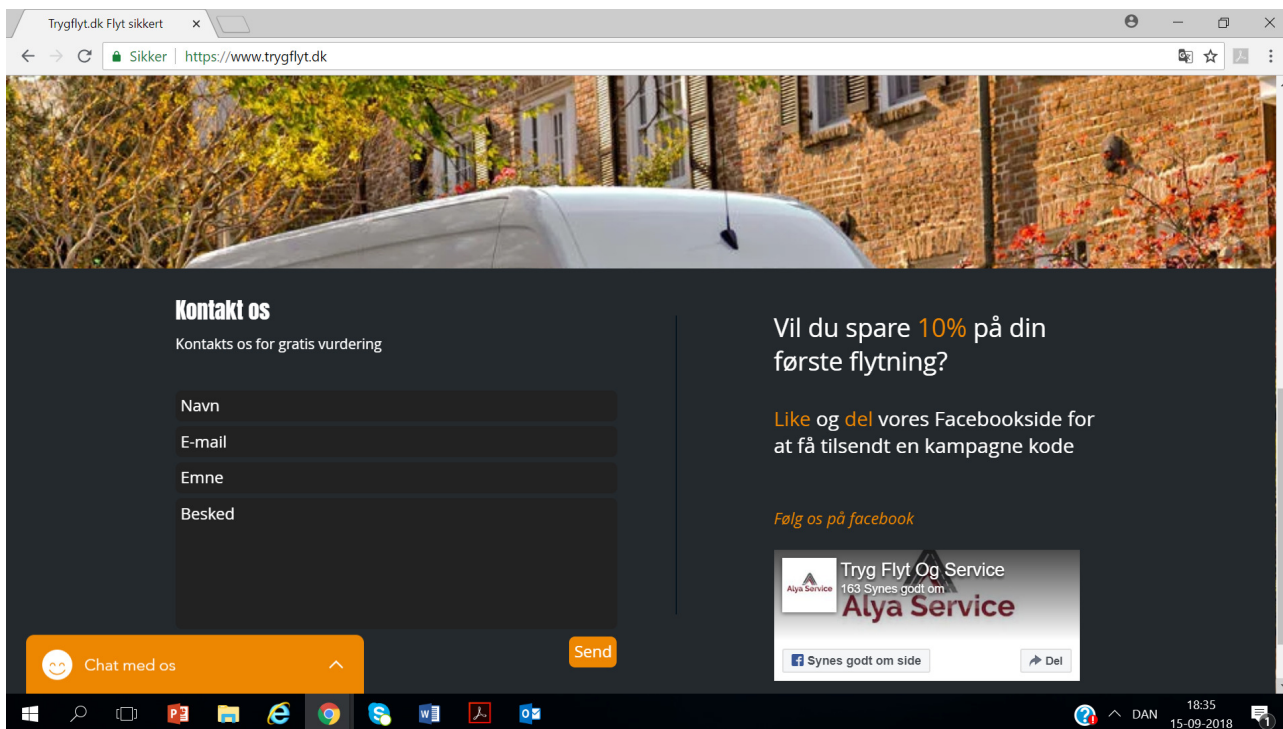 Trygflyt.dk Flyt sikkert
Sikker https://www.trygflyt.dk
Kontakt os
Kontakts os for gratis vurdering
Navn
E-mail
Emne
Besked
Send
Chat med os
Vil du spare 10% på din
første flytning?
Like og del vores Facebookside for
at få tilsendt en kampagne kode
Følg os på facebook
Tryg Flyt Og Service
163 Synes godt om
Alya Service
Alya Service
Synes godt om side
Del
DAN
18:35
15-09-2018
1